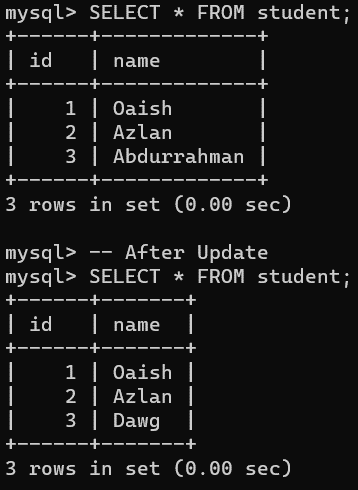 mysql> SELECT * FROM student;
+------+-------------+
| id   | name        |
+------+-------------+
|    1 | Oaish       |
|    2 | Azlan       |
|    3 | Abdurrahman |
+------+-------------+
3 rows in set (0.00 sec)

mysql> -- After Update
mysql> SELECT * FROM student;
+------+-------+
| id   | name  |
+------+-------+
|    1 | Oaish |
|    2 | Azlan |
|    3 | Dawg  |
+------+-------+
3 rows in set (0.00 sec)